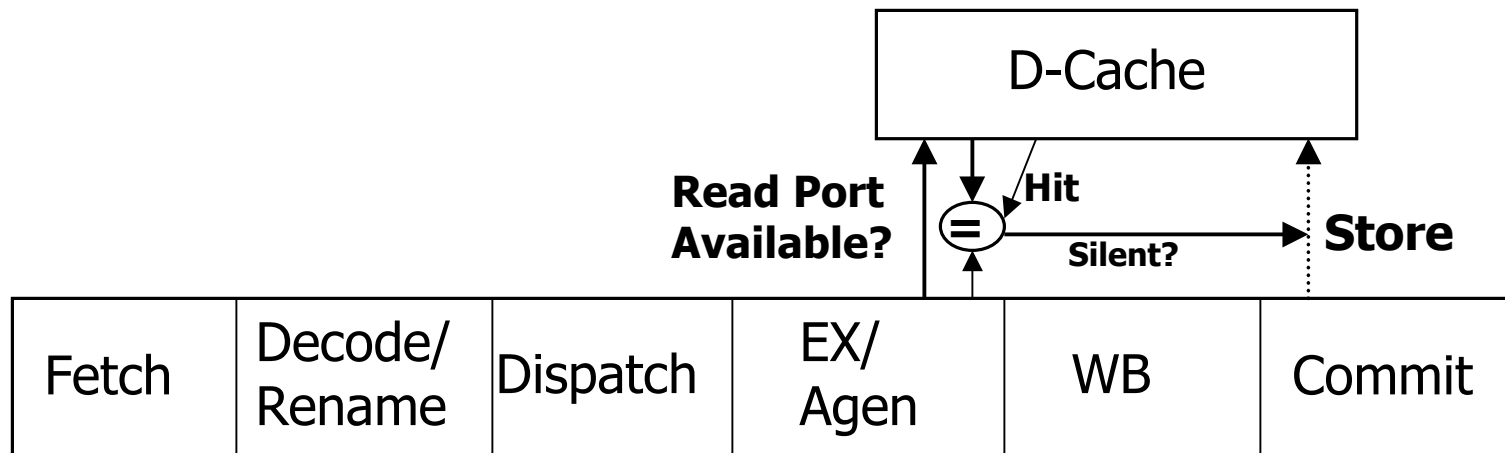 D-Cache
Read Port
Available?
Hit
=
Silent?
Store
Fetch
Decode/
Rename
Dispatch
EX/
Agen
WB
Commit